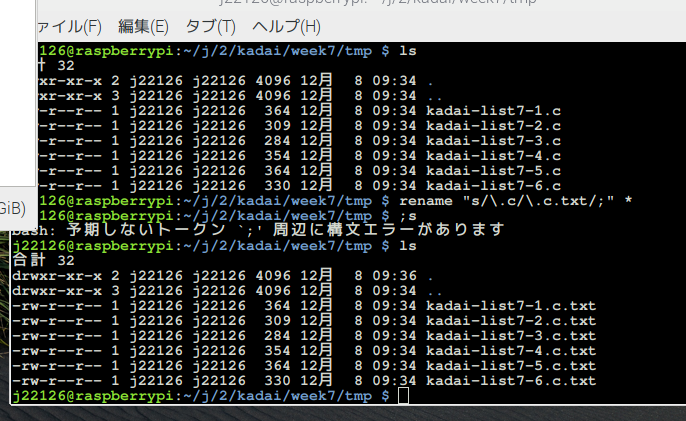 j22126@raspberrypi: ~/j/2/kadai/week7/tmp
ァイル(F) 編集(E) タブ(T) ヘルプ(H)
126@raspberrypi:~/j/2/kadai/week7/tmp $ ls
計 32
wxr-xr-x 2 j22126 j22126 4096 12月 8 09:34 .
wxr-xr-x 3 j22126 j22126 4096 12月 8 09:34 ..
w-r--r-- 1 j22126 j22126 364 12月 8 09:34 kadai-list7-1.c
w-r--r-- 1 j22126 j22126 309 12月 8 09:34 kadai-list7-2.c
w-r--r-- 1 j22126 j22126 284 12月 8 09:34 kadai-list7-3.c
w-r--r-- 1 j22126 j22126 354 12月 8 09:34 kadai-list7-4.c
w-r--r-- 1 j22126 j22126 364 12月 8 09:34 kadai-list7-5.c
w-r--r-- 1 j22126 j22126 330 12月 8 09:34 kadai-list7-6.c
GiB)
126@raspberrypi:~/j/2/kadai/week7/tmp $ rename "s/\.c/\.c.txt/;" *
126@raspberrypi:~/j/2/kadai/week7/tmp $ ;s
bash: 予期しないトークン `;' 周辺に構文エラーがあります
j22126@raspberrypi:~/j/2/kadai/week7/tmp $ ls
合計 32
drwxr-xr-x 2 j22126 j22126 4096 12月 8 09:36 .
drwxr-xr-x 3 j22126 j22126 4096 12月 8 09:34 ..
-rw-r--r-- 1 j22126 j22126 364 12月 8 09:34 kadai-list7-1.c.txt
-rw-r--r-- 1 j22126 j22126 309 12月 8 09:34 kadai-list7-2.c.txt
-rw-r--r-- 1 j22126 j22126 284 12月 8 09:34 kadai-list7-3.c.txt
-rw-r--r-- 1 j22126 j22126 354 12月 8 09:34 kadai-list7-4.c.txt
-rw-r--r-- 1 j22126 j22126 364 12月 8 09:34 kadai-list7-5.c.txt
-rw-r--r-- 1 j22126 j22126 330 12月 8 09:34 kadai-list7-6.c.txt
j22126@raspberrypi:~/j/2/kadai/week7/tmp $